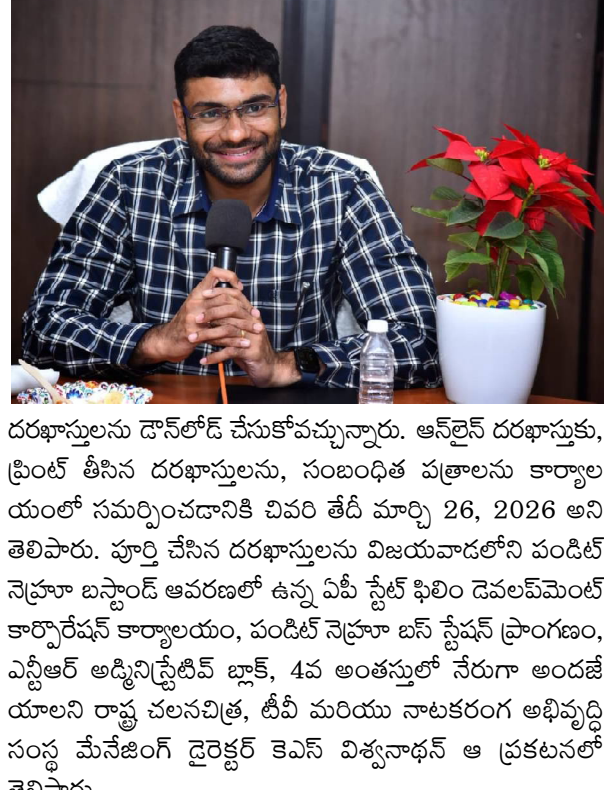 దరఖాస్తులను డౌన్‌లోడ్ చేసుకోవచ్చున్నారు. ఆన్‌లైన్ దరఖాస్తుకు,
ప్రింట్ తీసిన దరఖాస్తులను, సంబంధిత పత్రాలను కార్యాల
యంలో సమర్పించడానికి చివరి తేదీ మార్చి 26, 2026 అని
తెలిపారు. పూర్తి చేసిన దరఖాస్తులను విజయవాడలోని పండిట్
నెహ్రూ బస్టాండ్ ఆవరణలో ఉన్న ఏపీ స్టేట్ ఫిలిం డెవలప్‌మెంట్
కార్పొరేషన్ కార్యాలయం, పండిట్ నెహ్రూ బస్ స్టేషన్ ప్రాంగణం,
ఎన్టీఆర్ అడ్మినిస్ట్రేటివ్ బ్లాక్, 4వ అంతస్తులో నేరుగా అందజే
యాలని రాష్ట్ర చలనచిత్ర, టీవీ మరియు నాటకరంగ అభివృద్ధి
సంస్థ మేనేజింగ్ డైరెక్టర్ కెఎస్ విశ్వనాథన్ ఆ ప్రకటనలో
తెలిపారు.